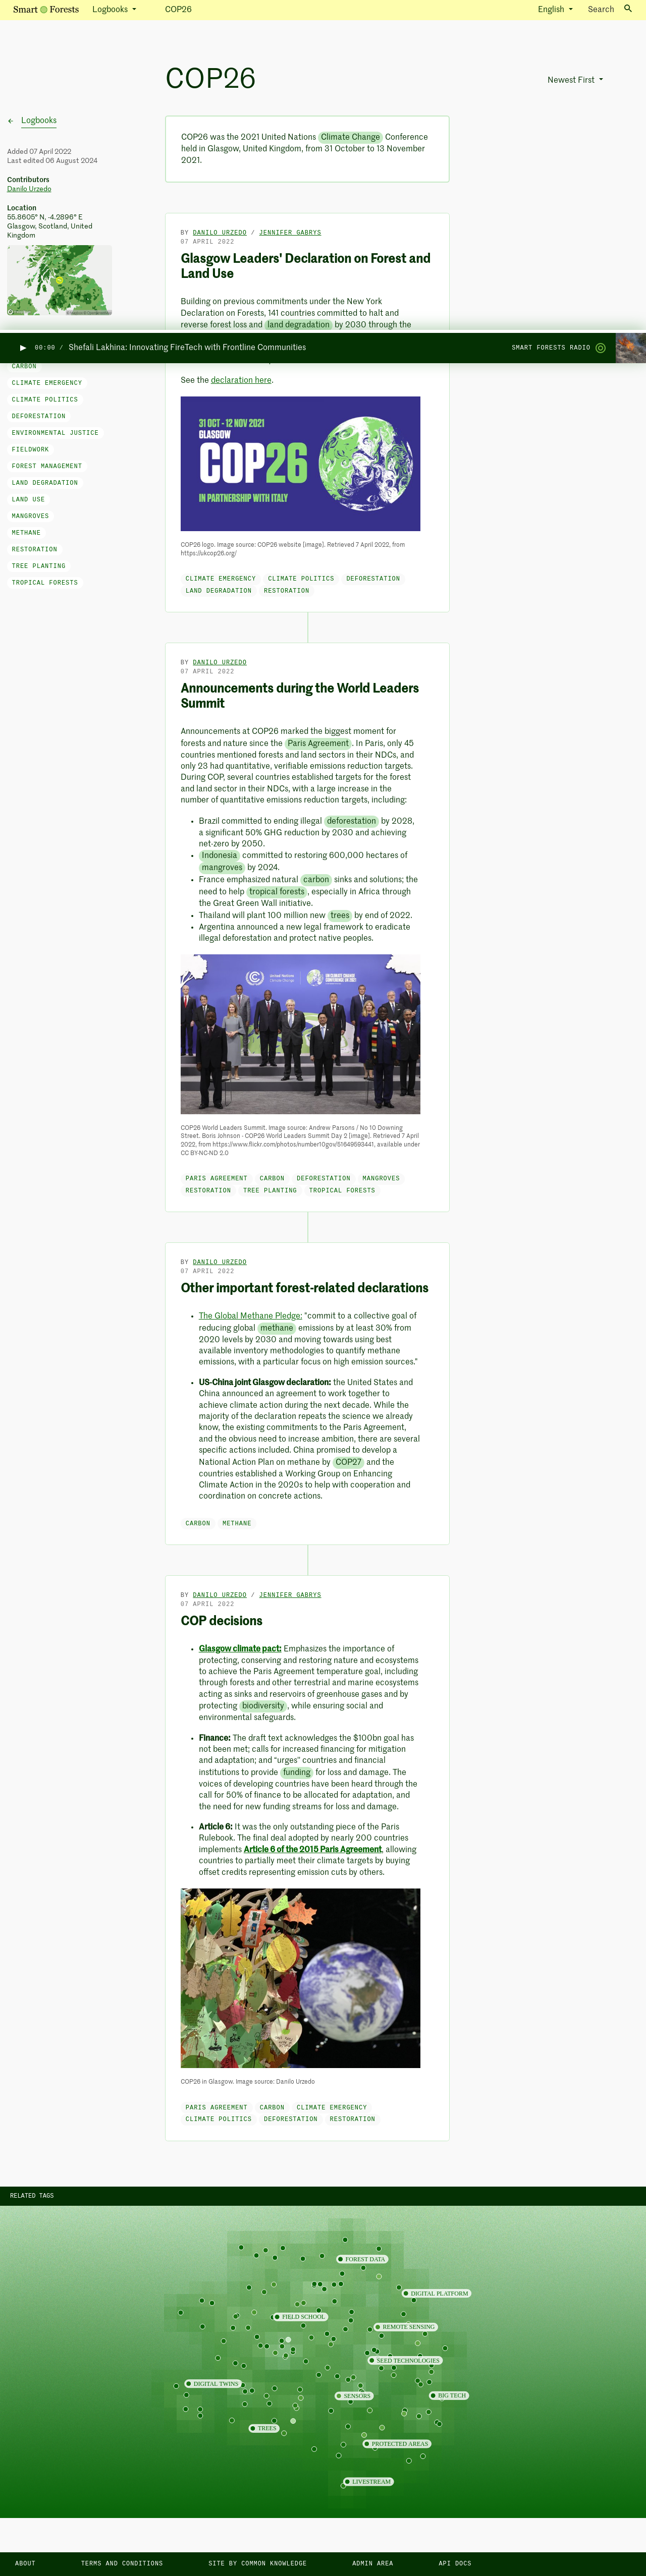 Smart Forests
Logbooks
COP26
English
Search
COP26
Newest First
Logbooks
Added 07 April 2022
Last edited 06 August 2024
Contributors
Danilo Urzedo
Location
55.8605° N, -4.2896° E
Glasgow, Scotland, United
Kingdom
COP26 was the 2021 United Nations Climate Change Conference
held in Glasgow, United Kingdom, from 31 October to 13 November
2021.
BY DANILO URZEDO / JENNIFER GABRYS
07 APRIL 2022
Glasgow Leaders' Declaration on Forest and
Land Use
Building on previous commitments under the New York
Declaration on Forests, 141 countries committed to halt and
reverse forest loss and land degradation by 2030 through the
00:00 / Shefali Lakhina: Innovating FireTech with Frontline Communities
SMART FORESTS RADIO
CARBON
CLIMATE EMERGENCY
CLIMATE POLITICS
DEFORESTATION
ENVIRONMENTAL JUSTICE
FIELDWORK
FOREST MANAGEMENT
LAND DEGRADATION
LAND USE
MANGROVES
METHANE
RESTORATION
TREE PLANTING
TROPICAL FORESTS
See the declaration here.
31 OCT - 12 NOV 2021
GLASGOW
COP26
IN PARTNERSHIP WITH ITALY
COP26 logo. Image source: COP26 website [image]. Retrieved 7 April 2022, from
https://ukcop26.org/
CLIMATE EMERGENCY CLIMATE POLITICS DEFORESTATION
LAND DEGRADATION RESTORATION
BY DANILO URZEDO
07 APRIL 2022
Announcements during the World Leaders
Summit
Announcements at COP26 marked the biggest moment for
forests and nature since the Paris Agreement. In Paris, only 45
countries mentioned forests and land sectors in their NDCs, and
only 23 had quantitative, verifiable emissions reduction targets.
During COP, several countries established targets for the forest
and land sector in their NDCs, with a large increase in the
number of quantitative emissions reduction targets, including:
Brazil committed to ending illegal deforestation by 2028,
a significant 50% GHG reduction by 2030 and achieving
net-zero by 2050.
Indonesia committed to restoring 600,000 hectares of
mangroves by 2024.
France emphasized natural carbon sinks and solutions; the
need to help tropical forests, especially in Africa through
the Great Green Wall initiative.
Thailand will plant 100 million new trees by end of 2022.
Argentina announced a new legal framework to eradicate
illegal deforestation and protect native peoples.
COP26 World Leaders Summit. Image source: Andrew Parsons / No 10 Downing
Street. Boris Johnson - COP26 World Leaders Summit Day 2 [image]. Retrieved 7 April
2022, from https://www.flickr.com/photos/number10gov/51649593441, available under
CC BY-NC-ND 2.0
PARIS AGREEMENT CARBON DEFORESTATION MANGROVES
RESTORATION TREE PLANTING TROPICAL FORESTS
BY DANILO URZEDO
07 APRIL 2022
Other important forest-related declarations
The Global Methane Pledge: "commit to a collective goal of
reducing global methane emissions by at least 30% from
2020 levels by 2030 and moving towards using best
available inventory methodologies to quantify methane
emissions, with a particular focus on high emission sources."
US-China joint Glasgow declaration: the United States and
China announced an agreement to work together to
achieve climate action during the next decade. While the
majority of the declaration repeats the science we already
know, the existing commitments to the Paris Agreement,
and the obvious need to increase ambition, there are several
specific actions included. China promised to develop a
National Action Plan on methane by COP27 and the
countries established a Working Group on Enhancing
Climate Action in the 2020s to help with cooperation and
coordination on concrete actions.
CARBON METHANE
BY DANILO URZEDO / JENNIFER GABRYS
07 APRIL 2022
COP decisions
Glasgow climate pact: Emphasizes the importance of
protecting, conserving and restoring nature and ecosystems
to achieve the Paris Agreement temperature goal, including
through forests and other terrestrial and marine ecosystems
acting as sinks and reservoirs of greenhouse gases and by
protecting biodiversity, while ensuring social and
environmental safeguards.
Finance: The draft text acknowledges the $100bn goal has
not been met; calls for increased financing for mitigation
and adaptation; and "urges" countries and financial
institutions to provide funding for loss and damage. The
voices of developing countries have been heard through the
call for 50% of finance to be allocated for adaptation, and
the need for new funding streams for loss and damage.
Article 6: It was the only outstanding piece of the Paris
Rulebook. The final deal adopted by nearly 200 countries
implements Article 6 of the 2015 Paris Agreement, allowing
countries to partially meet their climate targets by buying
offset credits representing emission cuts by others.
COP26 in Glasgow. Image source: Danilo Urzedo
PARIS AGREEMENT CARBON CLIMATE EMERGENCY
CLIMATE POLITICS DEFORESTATION RESTORATION
RELATED TAGS
FOREST DATA
DIGITAL PLATFORM
FIELD SCHOOL
REMOTE SENSING
SEED TECHNOLOGIES
DIGITAL TWINS
SENSORS
BIG TECH
TREES
PROTECTED AREAS
LIVESTREAM
ABOUT
TERMS AND CONDITIONS
SITE BY COMMON KNOWLEDGE
ADMIN AREA
API DOCS